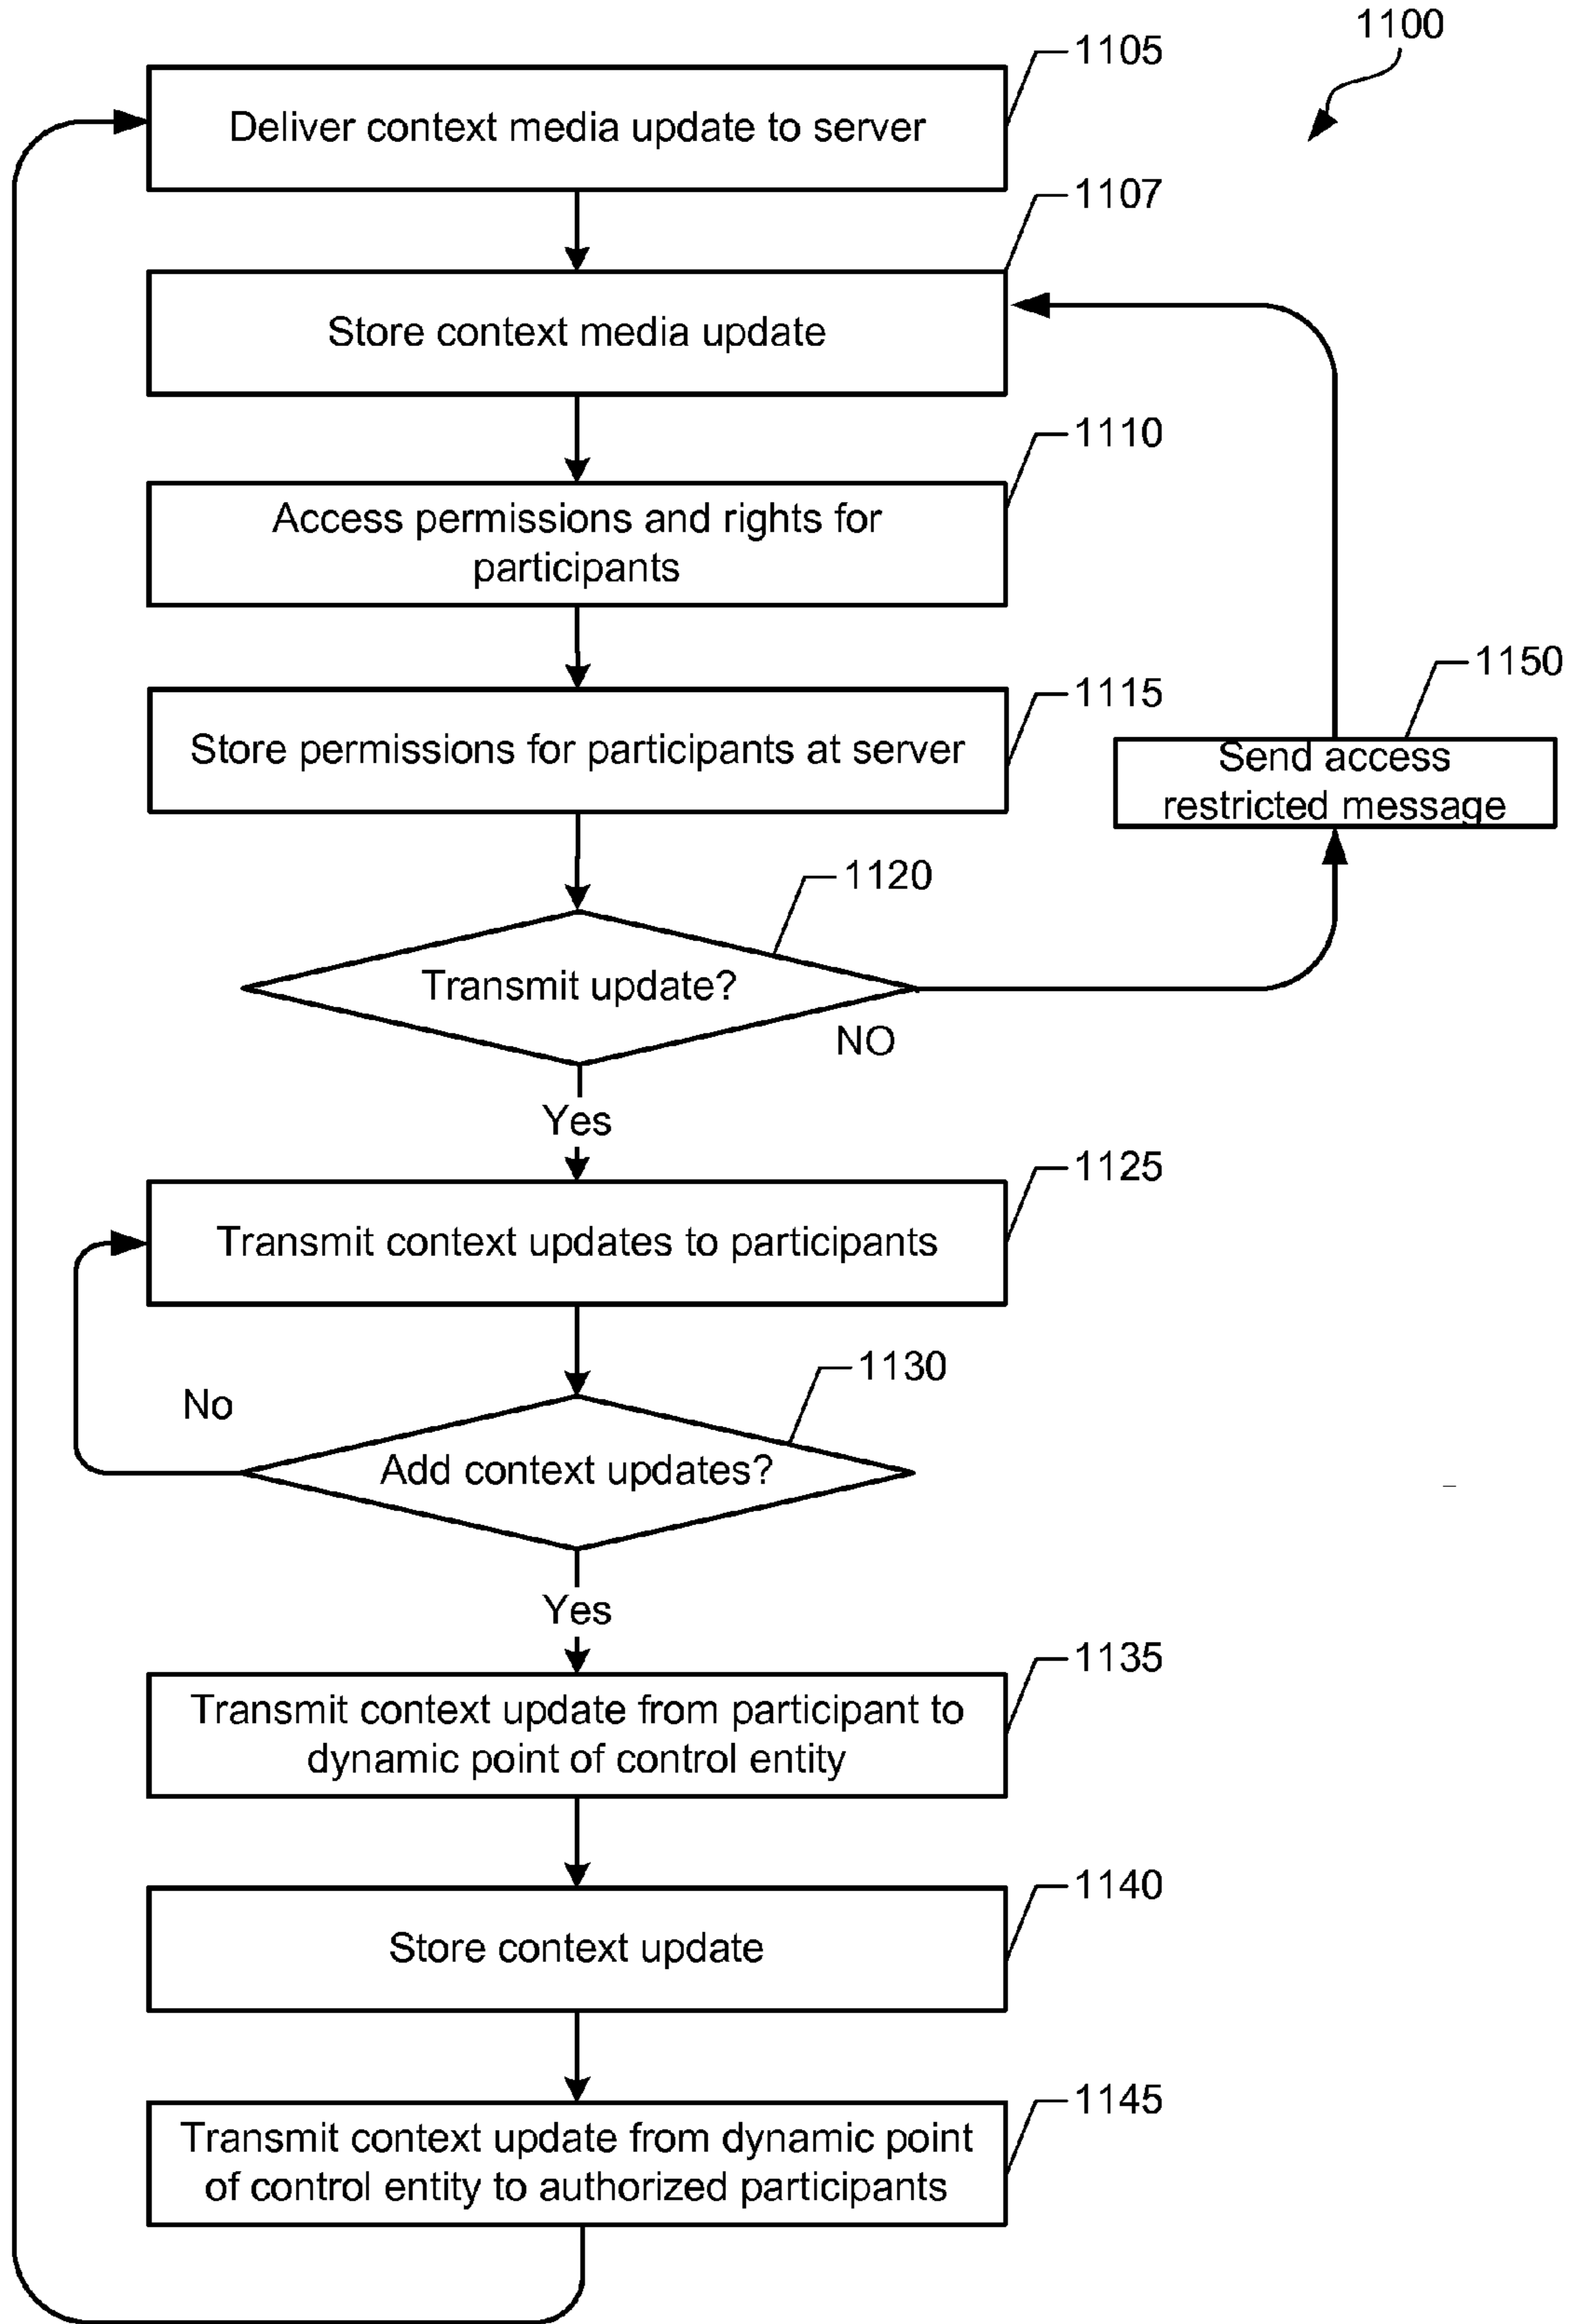 1100
1105
Deliver context media update to server
1107
Store context media update
1110
Access permissions and rights for
participants
1115
Store permissions for participants at server
1150
Send access
restricted message
1120
Transmit update?
NO
Yes
1125
Transmit context updates to participants
1130
No
Add context updates?
Yes
1135
Transmit context update from participant to
dynamic point of control entity
1140
Store context update
1145
Transmit context update from dynamic point
of control entity to authorized participants